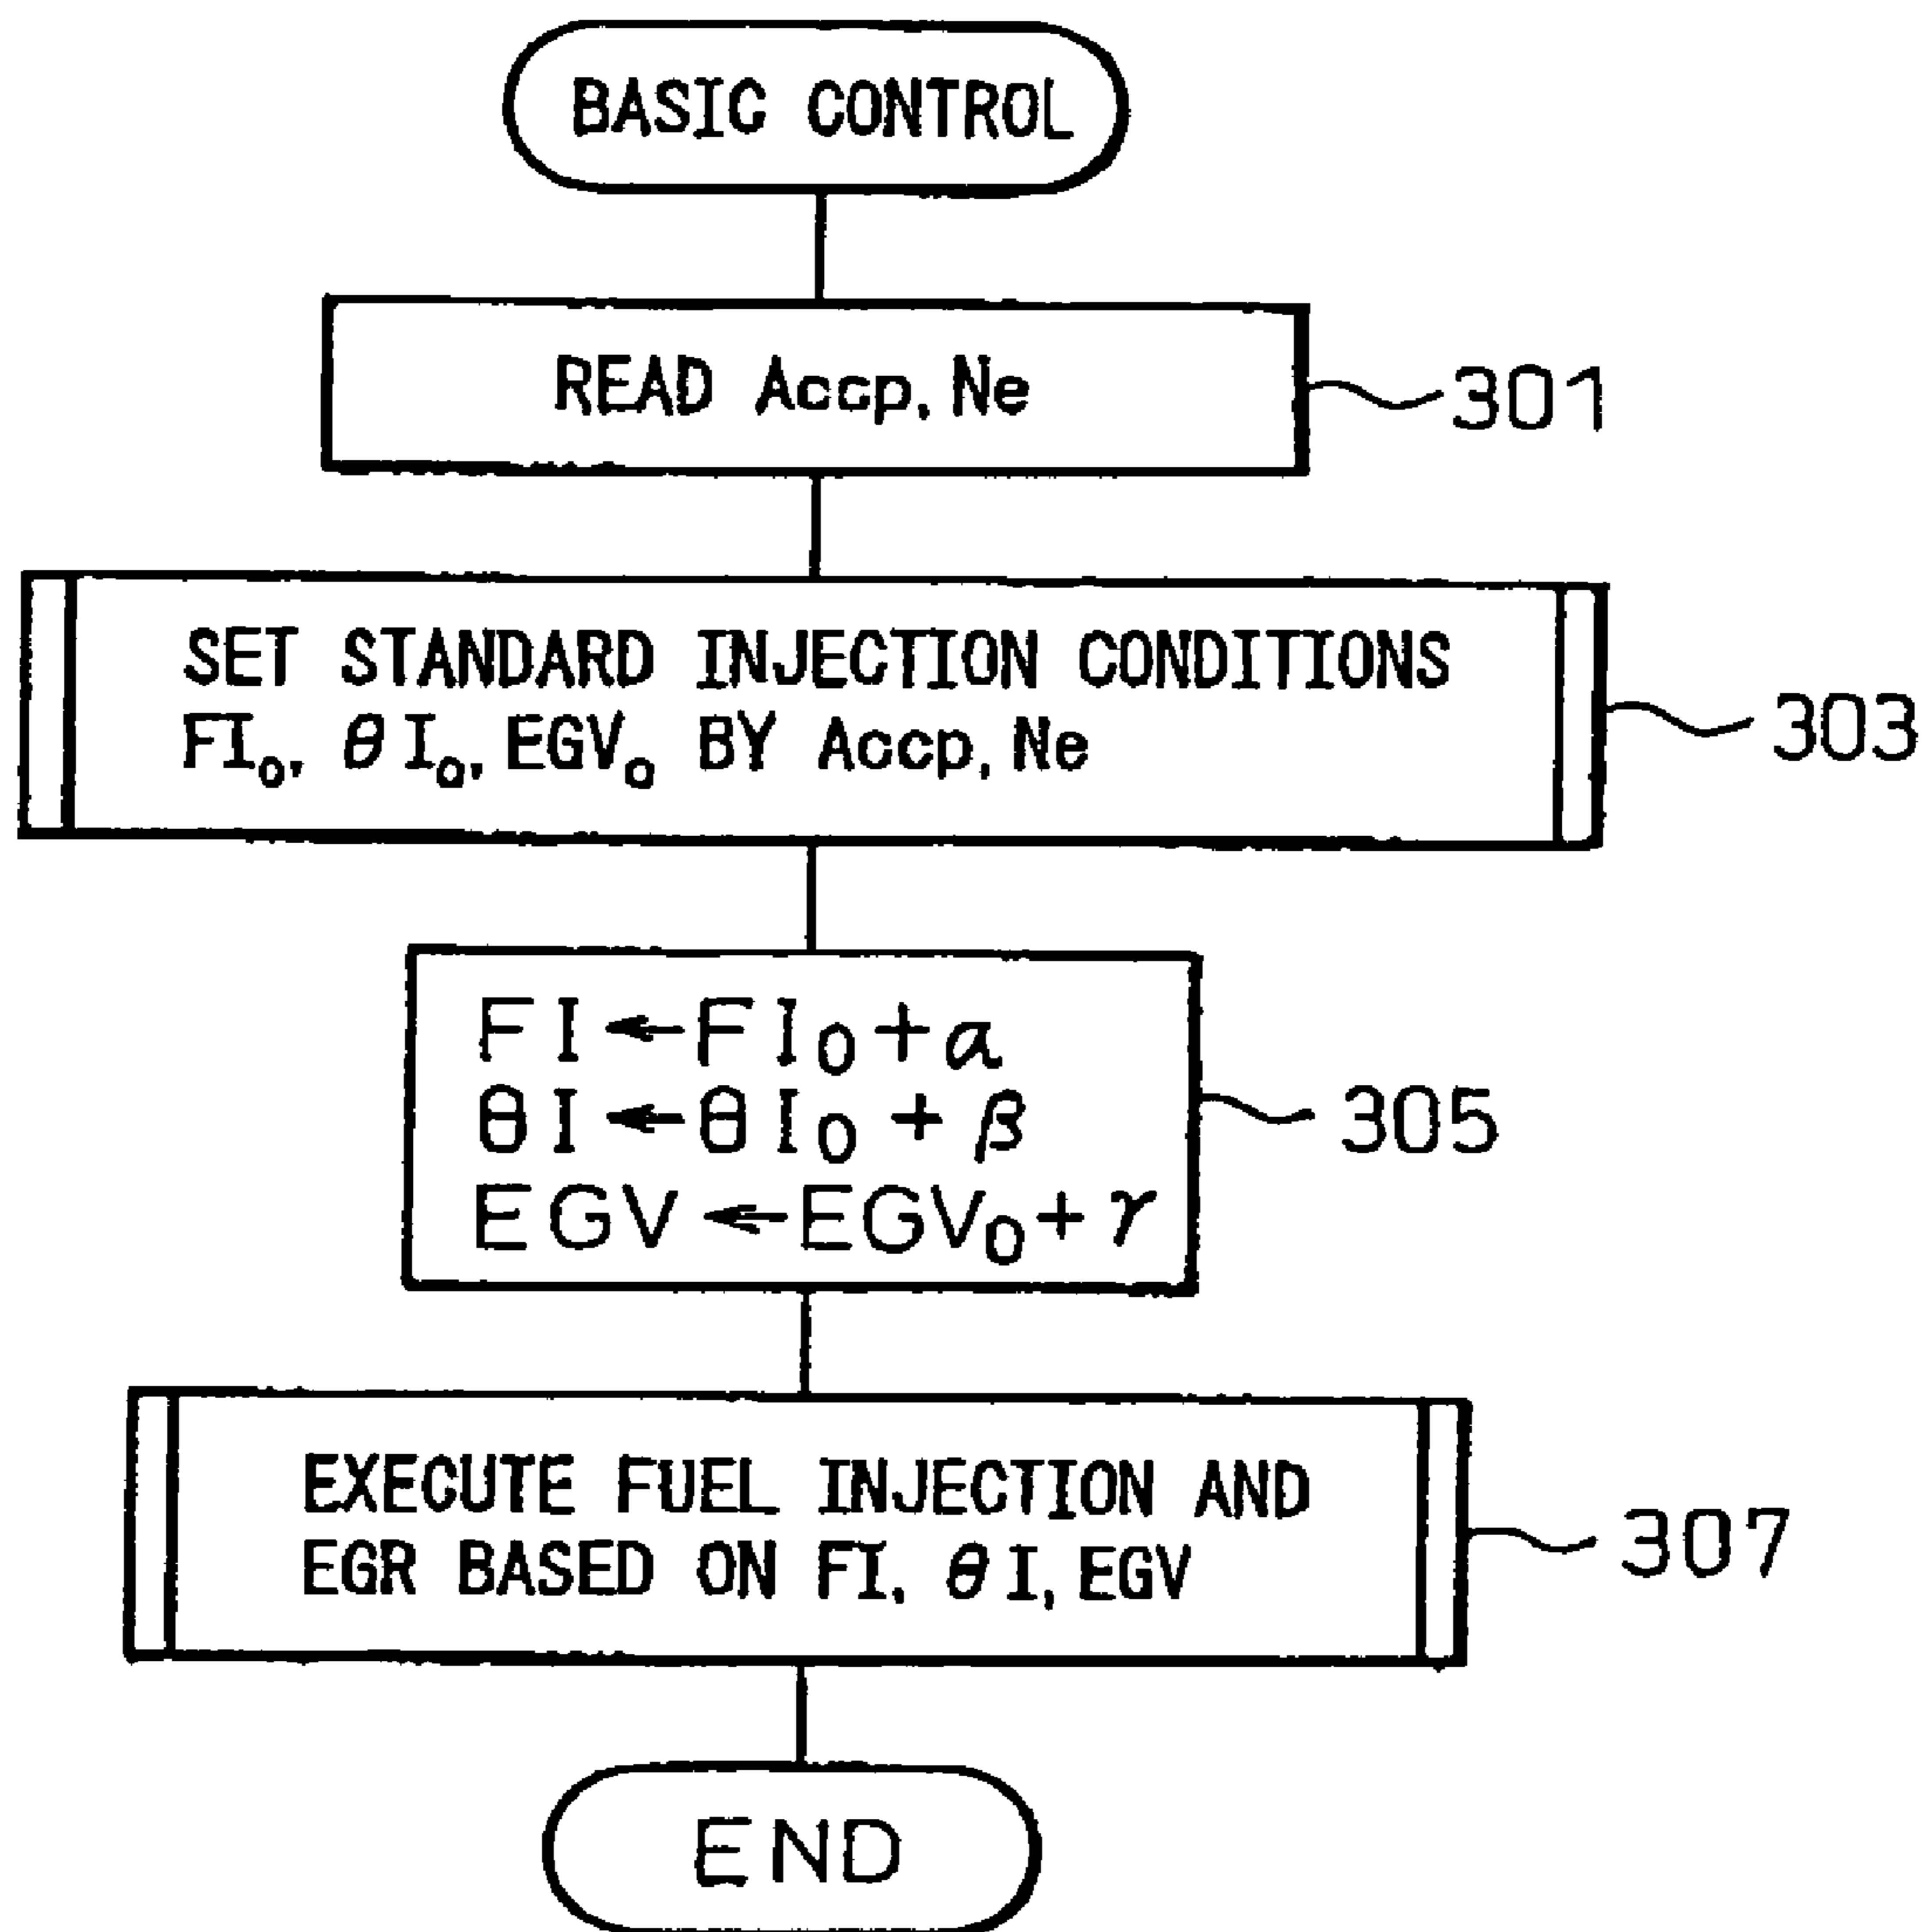 BASIC CONTROL
READ Accp, Ne
301
SET STANDARD INJECTION CONDITIONS
FI₀, θI₀, EGV₀ BY Accp, Ne
303
FI←FI₀+α
θI←θI₀+β
EGV←EGV₀+γ
305
EXECUTE FUEL INJECTION AND
EGR BASED ON FI, θI, EGV
307
END